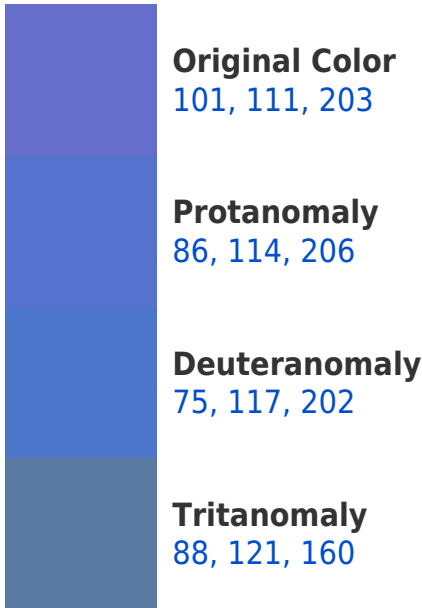 Original Color
101, 111, 203
Protanomaly
86, 114, 206
Deuteranomaly
75, 117, 202
Tritanomaly
88, 121, 160